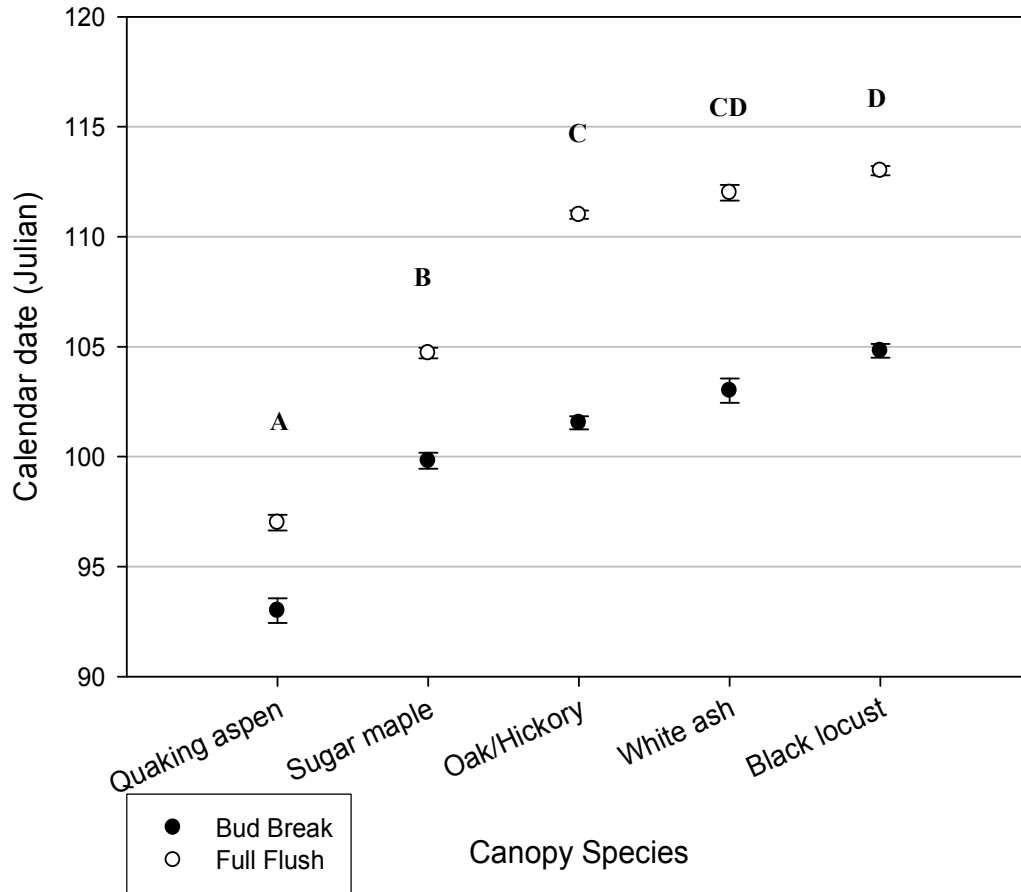 Calendar date (Julian)
120
115
110
105
100
95
90
A
B
C
CD
D
Quaking aspen
Sugar maple
Oak/Hickory
White ash
Black locust
Bud Break
Full Flush
Canopy Species